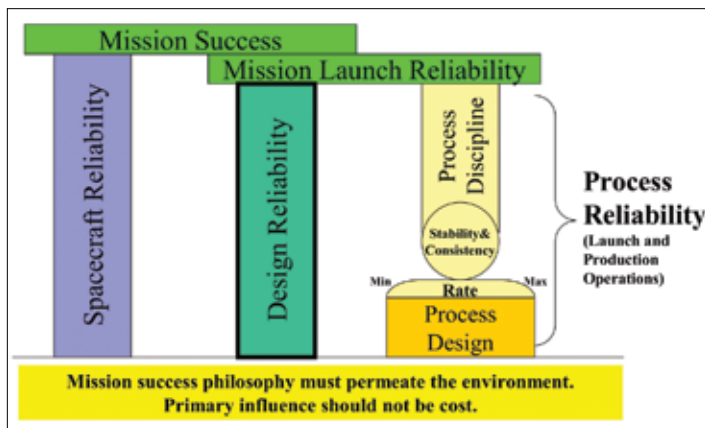 Mission Success
Mission Launch Reliability
Spacecraft Reliability
Design Reliability
Process
Discipline
Stability&
Consistency
Min
Max
Rate
Process
Design
Process
Reliability
(Launch and
Production
Operations)
Mission success philosophy must permeate the environment.
Primary influence should not be cost.